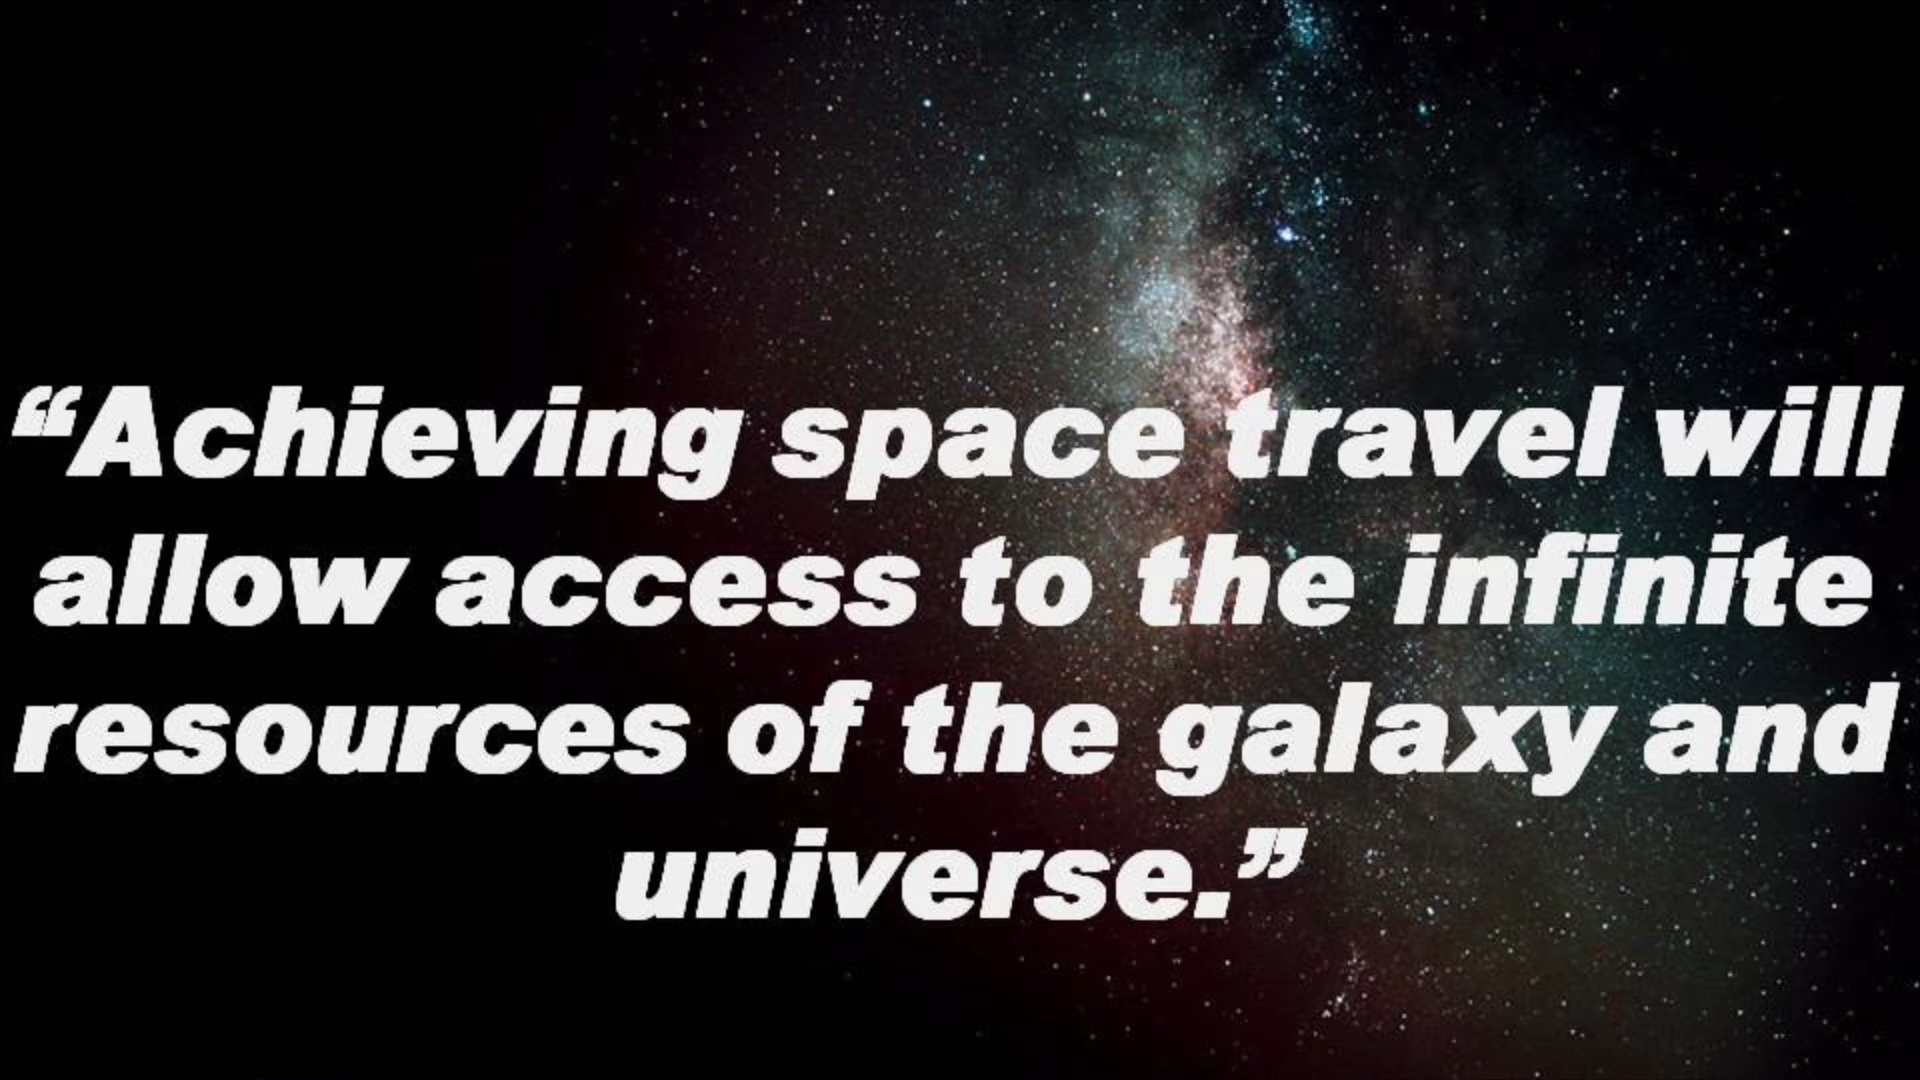 “Achieving space travel will
allow access to the infinite
resources of the galaxy and
universe.”